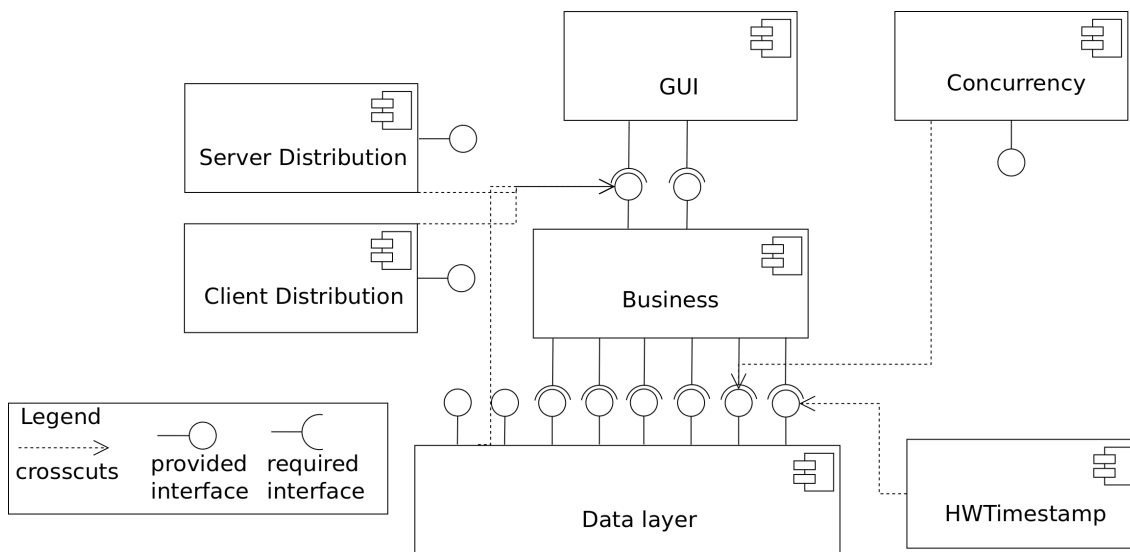 GUI
Concurrency
Server Distribution
Client Distribution
Business
Legend
crosscuts
provided
interface
required
interface
Data layer
HWTimestamp